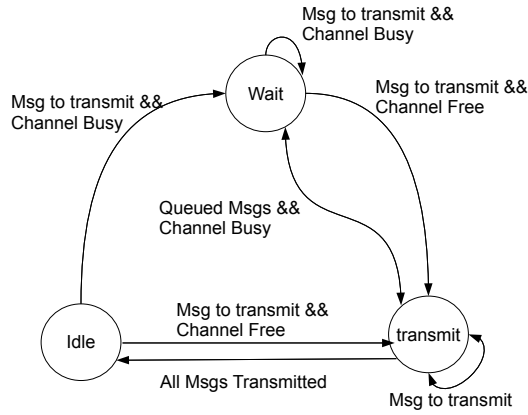 Msg to transmit &&
Channel Busy
Wait
Msg to transmit &&
Channel Free
Msg to transmit &&
Channel Busy
Queued Msgs &&
Channel Busy
Msg to transmit &&
Channel Free
Idle
transmit
All Msgs Transmitted
Msg to transmit